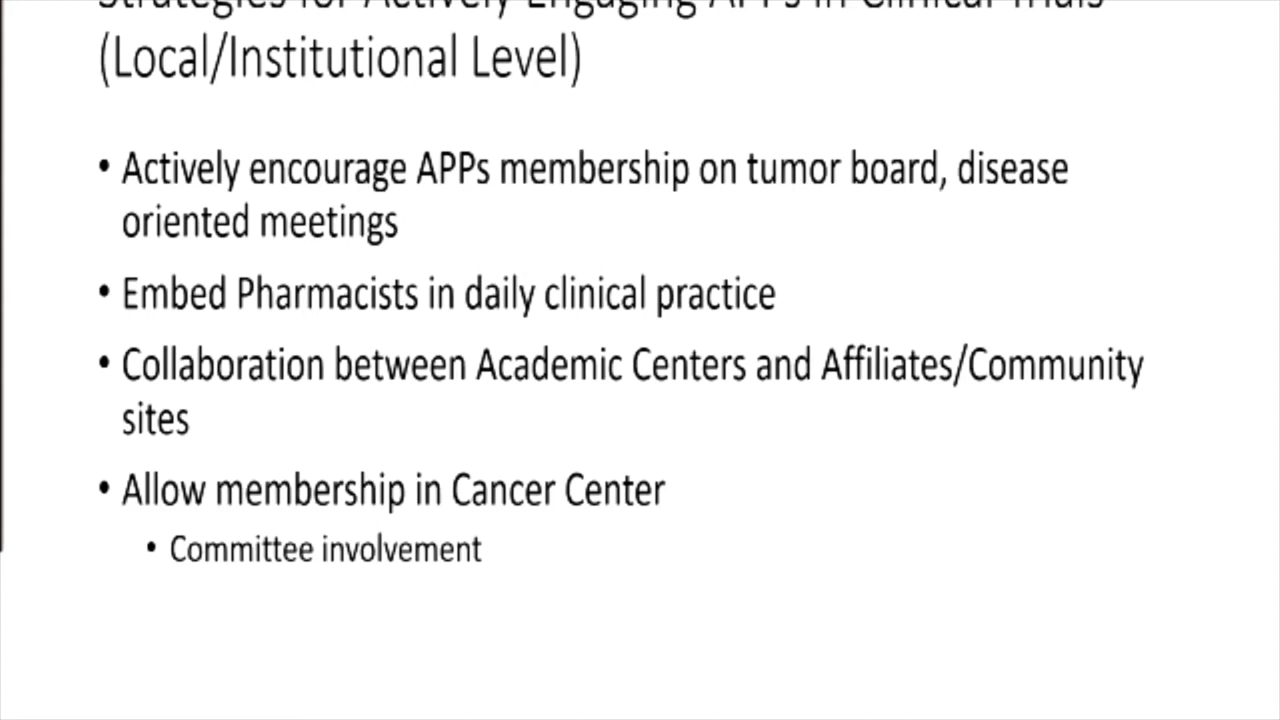 Strategies for Actively Engaging APPs in Clinical Trials
(Local/Institutional Level)
• Actively encourage APPs membership on tumor board, disease
oriented meetings
• Embed Pharmacists in daily clinical practice
• Collaboration between Academic Centers and Affiliates/Community
sites
• Allow membership in Cancer Center
• Committee involvement